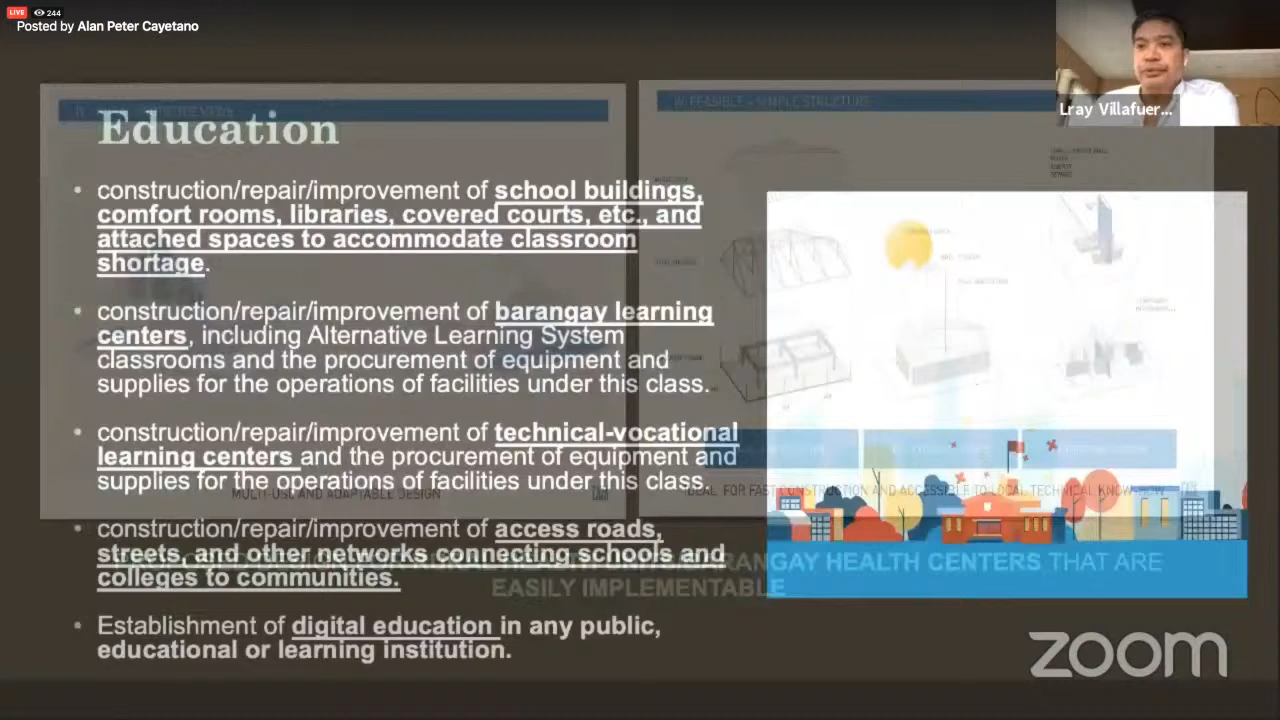 LIVE 244
Posted by Alan Peter Cayetano
Lray Villafuer...
Education
• construction/repair/improvement of school buildings,
comfort rooms, libraries, covered courts, etc., and
attached spaces to accommodate classroom
shortage.
• construction/repair/improvement of barangay learning
centers, including Alternative Learning System
classrooms and the procurement of equipment and
supplies for the operations of facilities under this class.
• construction/repair/improvement of technical-vocational
learning centers and the procurement of equipment and
supplies for the operations of facilities under this class.
• construction/repair/improvement of access roads,
streets, and other networks connecting schools and
colleges to communities.
• Establishment of digital education in any public,
educational or learning institution.
FEASIBLE - SIMPLE STRUCTURE
MULTI-USE AND ADAPTABLE DESIGN
IDEAL FOR FAST CONSTRUCTION AND ACCESSIBLE TO LOCAL TECHNICAL KNOW-HOW
BARANGAY HEALTH CENTERS THAT ARE
EASILY IMPLEMENTABLE
zoom